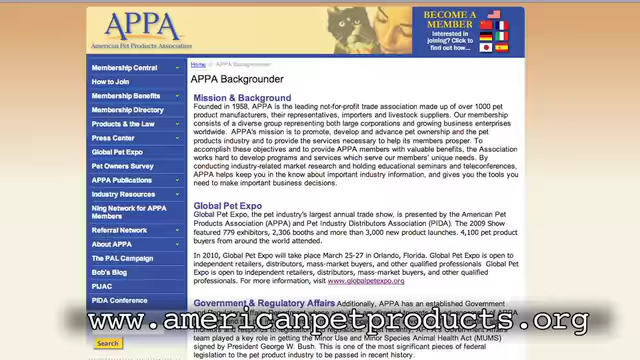 APPA
American Pet Products Association
BECOME A
MEMBER
Interested in
joining? Click to
find out how...
Membership Central
How to Join
Membership Benefits
Membership Directory
Products & the Law
Press Center
Global Pet Expo
Pet Owners Survey
APPA Publications
Industry Resources
Ning Network for APPA
Members
Referral Network
About APPA
The PAL Campaign
Bob's Blog
PIJAC
PIDA Conference
Search
Home // APPA Backgrounder
APPA Backgrounder
Mission & Background
Founded in 1958, APPA is the leading not-for-profit trade association made up of over 1000 pet
product manufacturers, their representatives, importers and livestock suppliers. Our membership
consists of a diverse group representing both large corporations and growing business enterprises
worldwide. APPA's mission is to promote, develop and advance pet ownership and the pet
products industry and to provide the services necessary to help its members prosper. To
accomplish these objectives and to provide APPA members with valuable benefits, the Association
works hard to develop programs and services which serve our members' unique needs. By
conducting industry-related market research and holding educational seminars and teleconferences,
APPA helps keep you in the know about important industry information, and gives you the tools you
need to make important business decisions.
Global Pet Expo
Global Pet Expo, the pet industry's largest annual trade show, is presented by the American Pet
Products Association (APPA) and Pet Industry Distributors Association (PIDA). The 2009 Show
featured 779 exhibitors, 2,306 booths and more than 3,000 new product launches. 4,100 pet product
buyers from around the world attended.
In 2010, Global Pet Expo will take place March 25-27 in Orlando, Florida. Global Pet Expo is open to
independent retailers, distributors, mass-market buyers, and other qualified professionals Global Pet
Expo is open to independent retailers, distributors, mass-market buyers, and other qualified
professionals. For more information, visit www.globalpetexpo.org
Government & Regulatory Affairs Additionally, APPA has an established Government
www.americanpetproducts.org
team played a key role in getting the Minor Use and Minor Species Animal Health Act (MUMS)
signed by President George W. Bush. This is one of the most significant pieces of federal
legislation to the pet product industry to be passed in recent history.